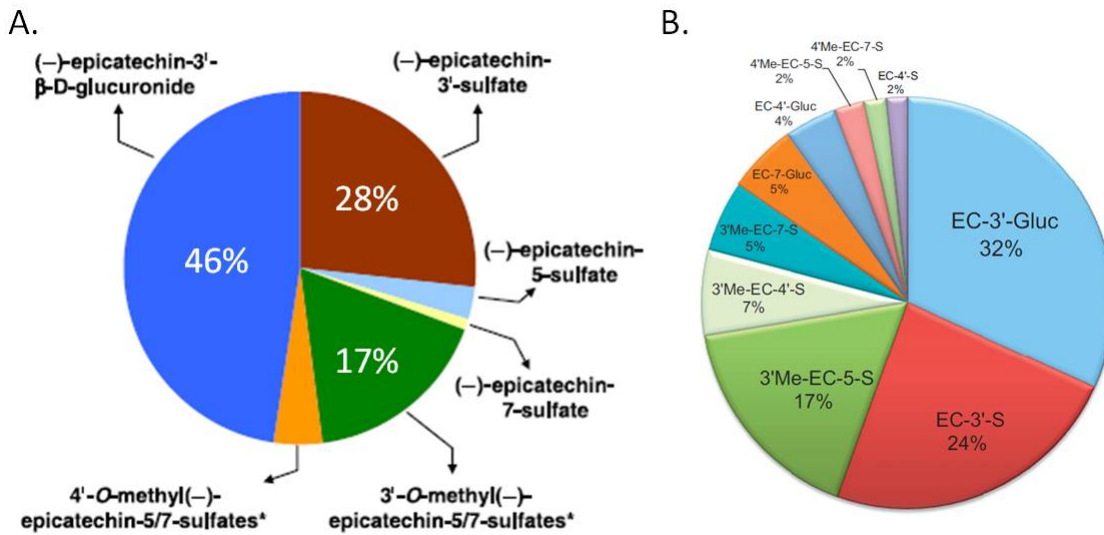 A.
(–)-epicatechin-3'-
β-D-glucuronide
(–)-epicatechin-
3'-sulfate
28%
46%
(–)-epicatechin-
5-sulfate
17%
(–)-epicatechin-
7-sulfate
4'-O-methyl(–)-
epicatechin-5/7-sulfates*
3'-O-methyl(–)-
epicatechin-5/7-sulfates*
B.
4'Me-EC-7-S
2%
4'Me-EC-5-S
2%
EC-4'-S
2%
EC-4'-Gluc
4%
EC-7-Gluc
5%
3'Me-EC-7-S
5%
3'Me-EC-4'-S
7%
3'Me-EC-5-S
17%
EC-3'-Gluc
32%
EC-3'-S
24%